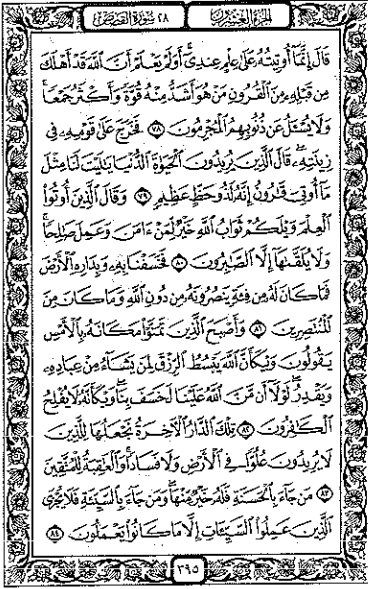 الجزء العشرون ٢٨ سورة القصص
قَالَ إِنَّمَآ أُوتِيتُهُۥ عَلَىٰ عِلْمٍ عِندِىٓ ۚ أَوَلَمْ يَعْلَمْ أَنَّ ٱللَّهَ قَدْ أَهْلَكَ
مِن قَبْلِهِۦ مِنَ ٱلْقُرُونِ مَنْ هُوَ أَشَدُّ مِنْهُ قُوَّةً وَأَكْثَرُ جَمْعًا ۚ
وَلَا يُسْـَٔلُ عَن ذُنُوبِهِمُ ٱلْمُجْرِمُونَ ٧٨ فَخَرَجَ عَلَىٰ قَوْمِهِۦ فِى
زِينَتِهِۦ ۖ قَالَ ٱلَّذِينَ يُرِيدُونَ ٱلْحَيَوٰةَ ٱلدُّنْيَا يَٰلَيْتَ لَنَا مِثْلَ
مَآ أُوتِىَ قَٰرُونُ إِنَّهُۥ لَذُو حَظٍّ عَظِيمٍ ٧٩ وَقَالَ ٱلَّذِينَ أُوتُوا۟
ٱلْعِلْمَ وَيْلَكُمْ ثَوَابُ ٱللَّهِ خَيْرٌ لِّمَنْ ءَامَنَ وَعَمِلَ صَٰلِحًا ۚ
وَلَا يُلَقَّىٰهَآ إِلَّا ٱلصَّٰبِرُونَ ٨٠ فَخَسَفْنَا بِهِۦ وَبِدَارِهِ ٱلْأَرْضَ
فَمَا كَانَ لَهُۥ مِن فِئَةٍ يَنصُرُونَهُۥ مِن دُونِ ٱللَّهِ وَمَا كَانَ مِنَ
ٱلْمُنتَصِرِينَ ٨١ وَأَصْبَحَ ٱلَّذِينَ تَمَنَّوْا۟ مَكَانَهُۥ بِٱلْأَمْسِ
يَقُولُونَ وَيْكَأَنَّ ٱللَّهَ يَبْسُطُ ٱلرِّزْقَ لِمَن يَشَآءُ مِنْ عِبَادِهِۦ
وَيَقْدِرُ ۖ لَوْلَآ أَن مَّنَّ ٱللَّهُ عَلَيْنَا لَخَسَفَ بِنَا ۖ وَيْكَأَنَّهُۥ لَا يُفْلِحُ
ٱلْكَٰفِرُونَ ٨٢ تِلْكَ ٱلدَّارُ ٱلْءَاخِرَةُ نَجْعَلُهَا لِلَّذِينَ
لَا يُرِيدُونَ عُلُوًّا فِى ٱلْأَرْضِ وَلَا فَسَادًا ۚ وَٱلْعَٰقِبَةُ لِلْمُتَّقِينَ
٨٣ مَن جَآءَ بِٱلْحَسَنَةِ فَلَهُۥ خَيْرٌ مِّنْهَا ۖ وَمَن جَآءَ بِٱلسَّيِّئَةِ فَلَا يُجْزَى
ٱلَّذِينَ عَمِلُوا۟ ٱلسَّيِّـَٔاتِ إِلَّا مَا كَانُوا۟ يَعْمَلُونَ ٨٤
٣٩٥